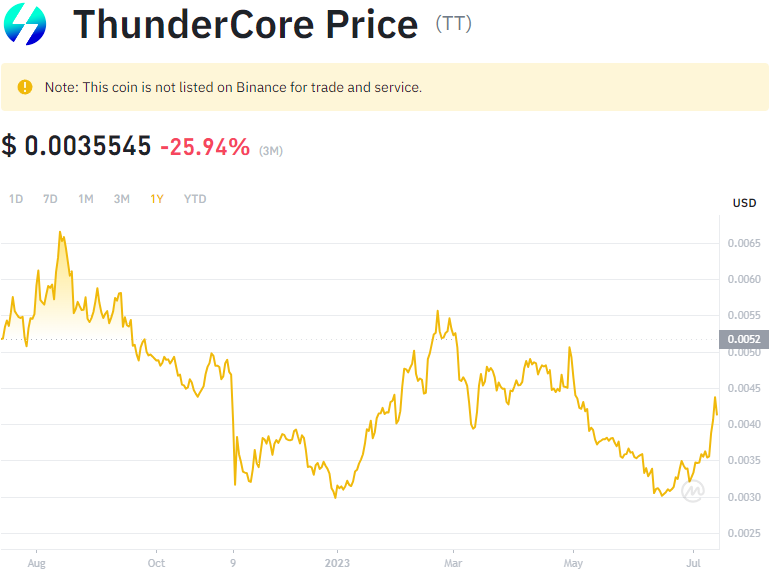 ThunderCore Price (TT)
Note: This coin is not listed on Binance for trade and service.
$ 0.0035545 -25.94% (3M)
1D 7D 1M 3M 1Y YTD
USD
0.0065
0.0060
0.0055
0.0052
0.0050
0.0045
0.0040
0.0035
0.0030
0.0025
Aug Oct 9 2023 Mar May Jul